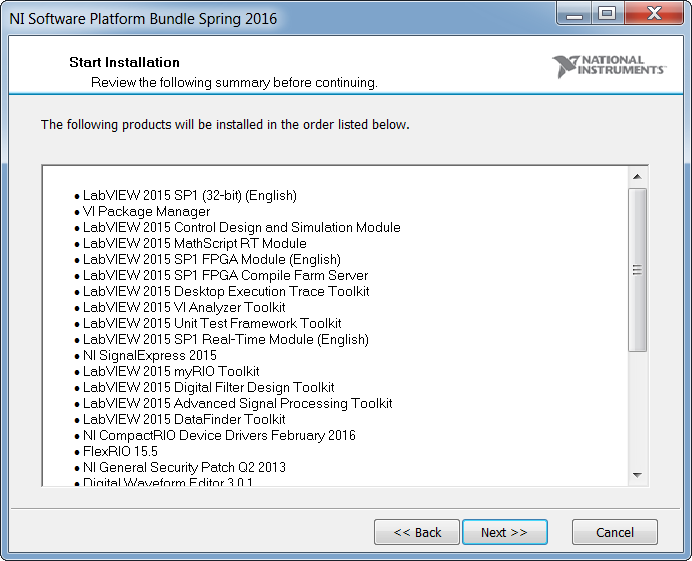 NI Software Platform Bundle Spring 2016
Start Installation
Review the following summary before continuing.
NATIONAL
INSTRUMENTS™
The following products will be installed in the order listed below.
• LabVIEW 2015 SP1 (32-bit) (English)
• VI Package Manager
• LabVIEW 2015 Control Design and Simulation Module
• LabVIEW 2015 MathScript RT Module
• LabVIEW 2015 SP1 FPGA Module (English)
• LabVIEW 2015 SP1 FPGA Compile Farm Server
• LabVIEW 2015 Desktop Execution Trace Toolkit
• LabVIEW 2015 VI Analyzer Toolkit
• LabVIEW 2015 Unit Test Framework Toolkit
• LabVIEW 2015 SP1 Real-Time Module (English)
• NI SignalExpress 2015
• LabVIEW 2015 myRIO Toolkit
• LabVIEW 2015 Digital Filter Design Toolkit
• LabVIEW 2015 Advanced Signal Processing Toolkit
• LabVIEW 2015 DataFinder Toolkit
• NI CompactRIO Device Drivers February 2016
• FlexRIO 15.5
• NI General Security Patch Q2 2013
• Digital Waveform Editor 3.0.1
<< Back
Next >>
Cancel